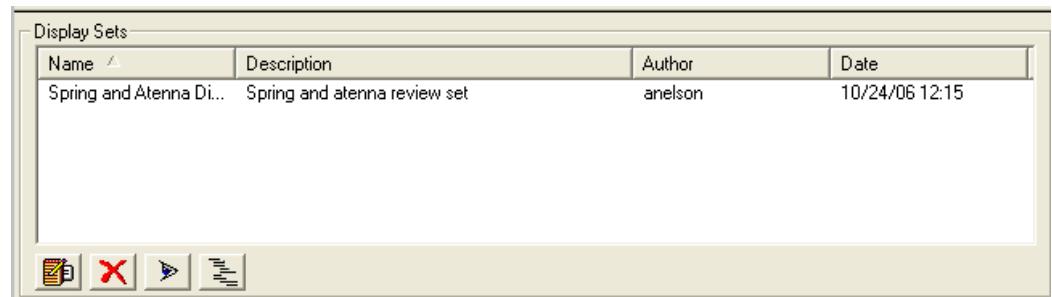 Display Sets
Name Description Author Date
Spring and Atenna Di... Spring and atenna review set anelson 10/24/06 12:15